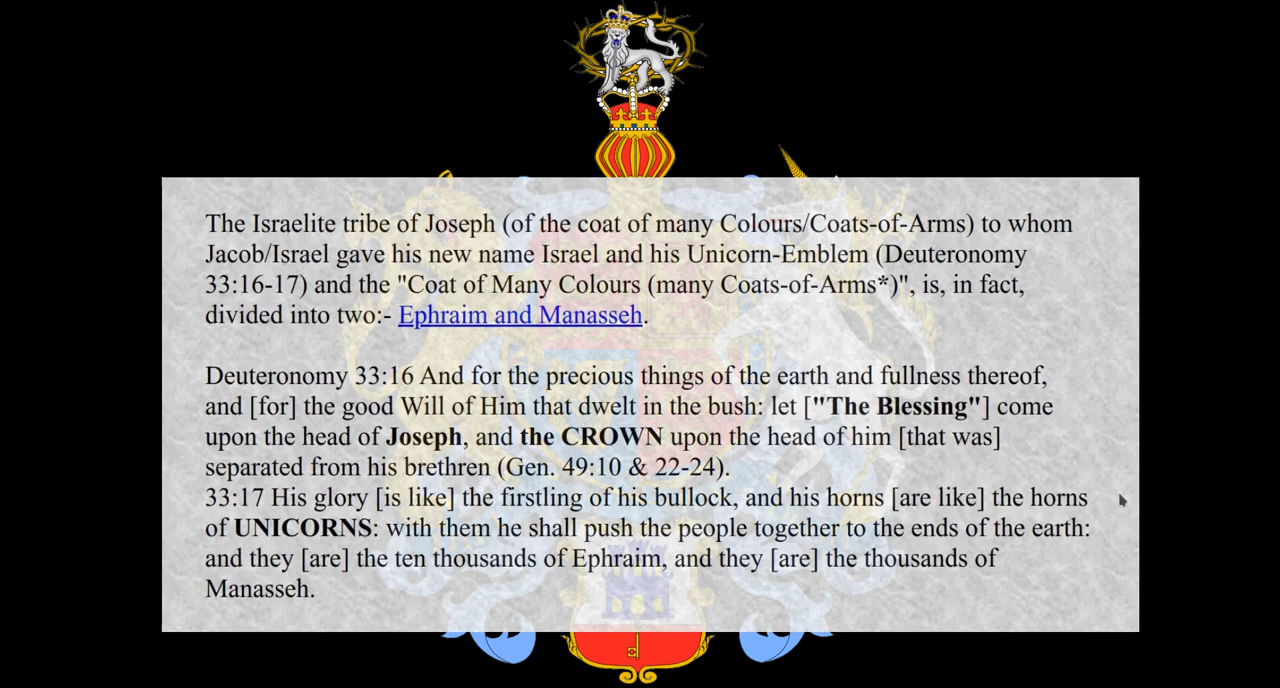 The Israelite tribe of Joseph (of the coat of many Colours/Coats-of-Arms) to whom
Jacob/Israel gave his new name Israel and his Unicorn-Emblem (Deuteronomy
33:16-17) and the "Coat of Many Colours (many Coats-of-Arms*)", is, in fact,
divided into two:- Ephraim and Manasseh.
Deuteronomy 33:16 And for the precious things of the earth and fullness thereof,
and [for] the good Will of Him that dwelt in the bush: let ["The Blessing"] come
upon the head of Joseph, and the CROWN upon the head of him [that was]
separated from his brethren (Gen. 49:10 & 22-24).
33:17 His glory [is like] the firstling of his bullock, and his horns [are like] the horns
of UNICORNS: with them he shall push the people together to the ends of the earth:
and they [are] the ten thousands of Ephraim, and they [are] the thousands of
Manasseh.